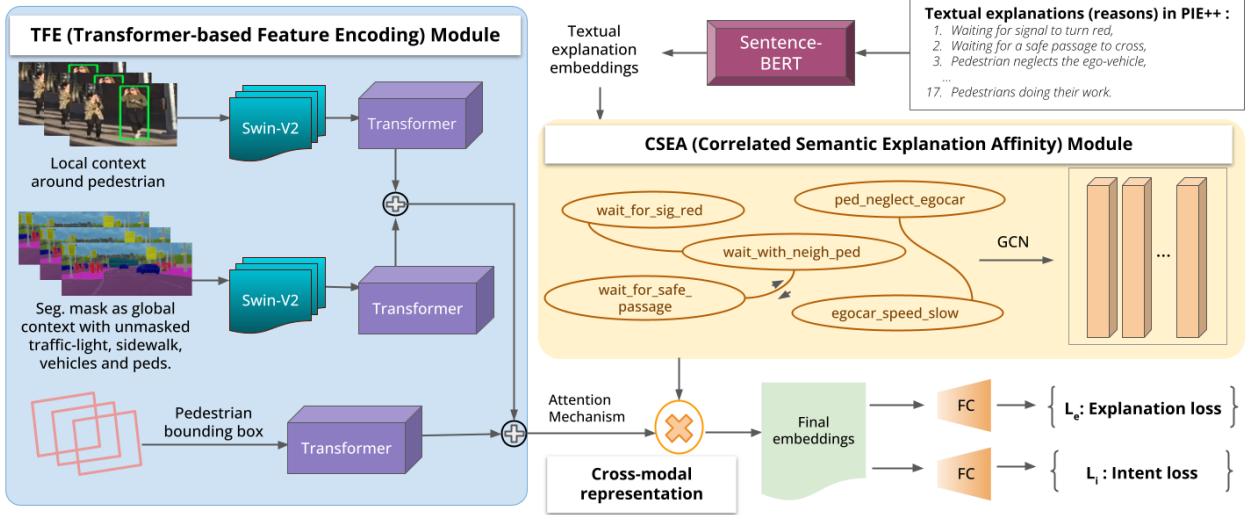 TFE (Transformer-based Feature Encoding) Module
Local context
around pedestrian
Swin-V2
Transformer
Seg. mask as global
context with unmasked
traffic-light, sidewalk,
vehicles and peds.
Swin-V2
Transformer
Pedestrian
bounding box
Transformer
Textual
explanation
embeddings
Sentence-
BERT
Textual explanations (reasons) in PIE++ :
1. Waiting for signal to turn red,
2. Waiting for a safe passage to cross,
3. Pedestrian neglects the ego-vehicle,
...
17. Pedestrians doing their work.
CSEA (Correlated Semantic Explanation Affinity) Module
wait_for_sig_red
ped_neglect_egocar
wait_with_neigh_ped
wait_for_safe_
passage
egocar_speed_slow
GCN
...
Attention
Mechanism
Cross-modal
representation
Final
embeddings
FC
Le: Explanation loss
FC
Li : Intent loss